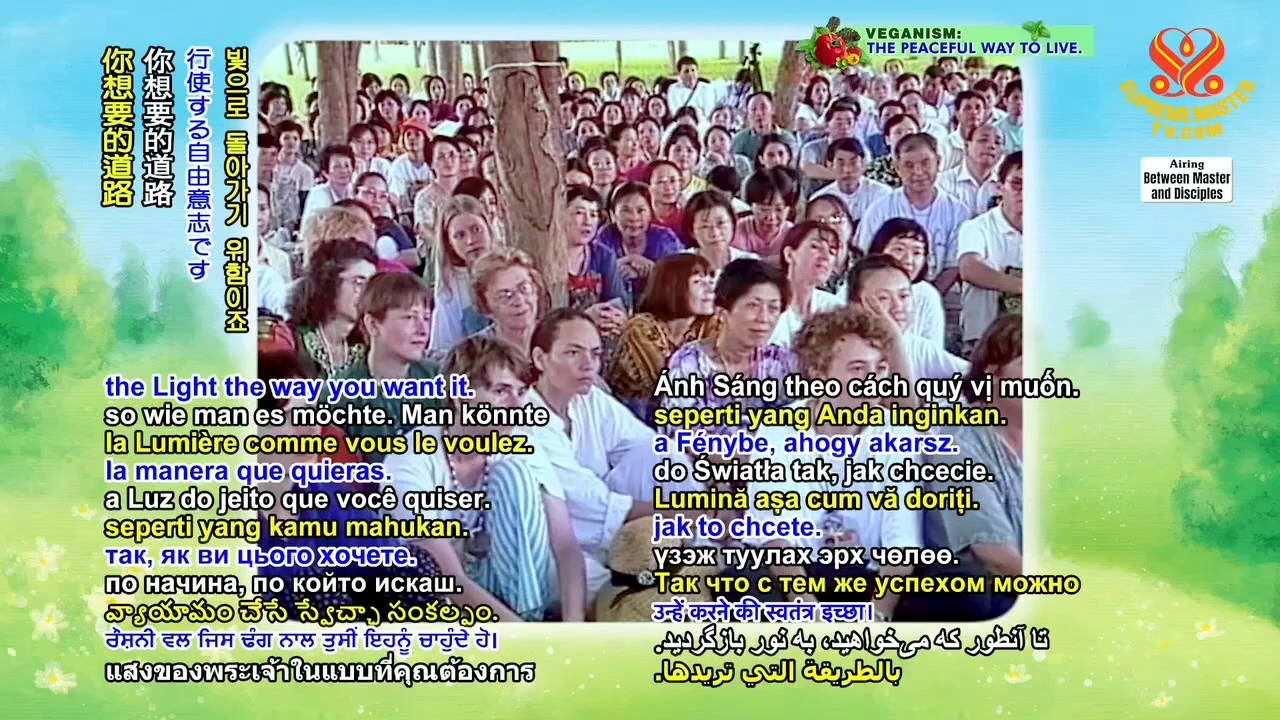 VEGANISM:
THE PEACEFUL WAY TO LIVE.
SUPREME MASTER
TV.COM
Airing
Between Master
and Disciples
빛으로 돌아가기 위함이죠
行使する自由意志です
你想要的道路
你想要的道路
the Light the way you want it.
so wie man es möchte. Man könnte
la Lumière comme vous le voulez.
la manera que quieras.
a Luz do jeito que você quiser.
seperti yang kamu mahukan.
так, як ви цього хочете.
по начина, по който искаш.
వ్యాయామం చేసే స్వేచ్ఛా సంకల్పం.
ਰੌਸ਼ਨੀ ਵਲ ਜਿਸ ਢੰਗ ਨਾਲ ਤੁਸੀਂ ਇਹਨੂੰ ਚਾਹੁੰਦੇ ਹੋ।
แสงของพระเจ้าในแบบที่คุณต้องการ
Ánh Sáng theo cách quý vị muốn.
seperti yang Anda inginkan.
a Fénybe, ahogy akarsz.
do Światła tak, jak chcecie.
Lumină așa cum vă doriți.
jak to chcete.
үзэж туулах эрх чөлөө.
Так что с тем же успехом можно
उन्हें करने की स्वतंत्र इच्छा।
تا آنطور که می‌خواهید، به نور بازگردید.
بالطريقة التي تريدها.